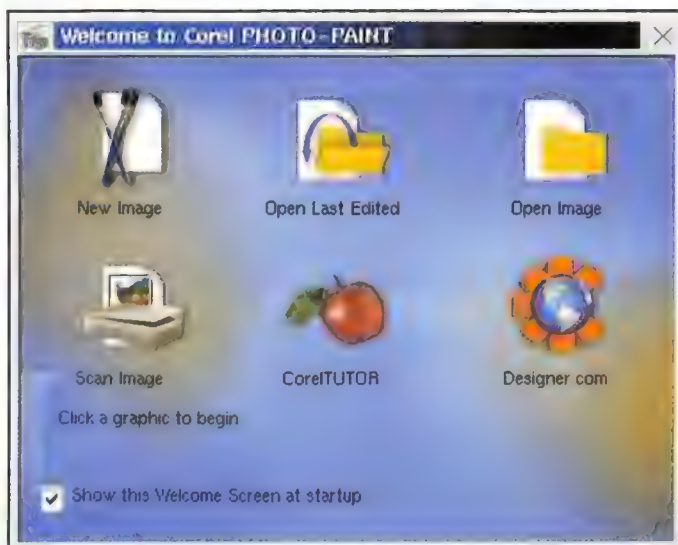 Welcome to Corel PHOTO-PAINT
New Image
Open Last Edited
Open Image
Scan Image
CorelTUTOR
Designer com
Click a graphic to begin
Show this Welcome Screen at startup